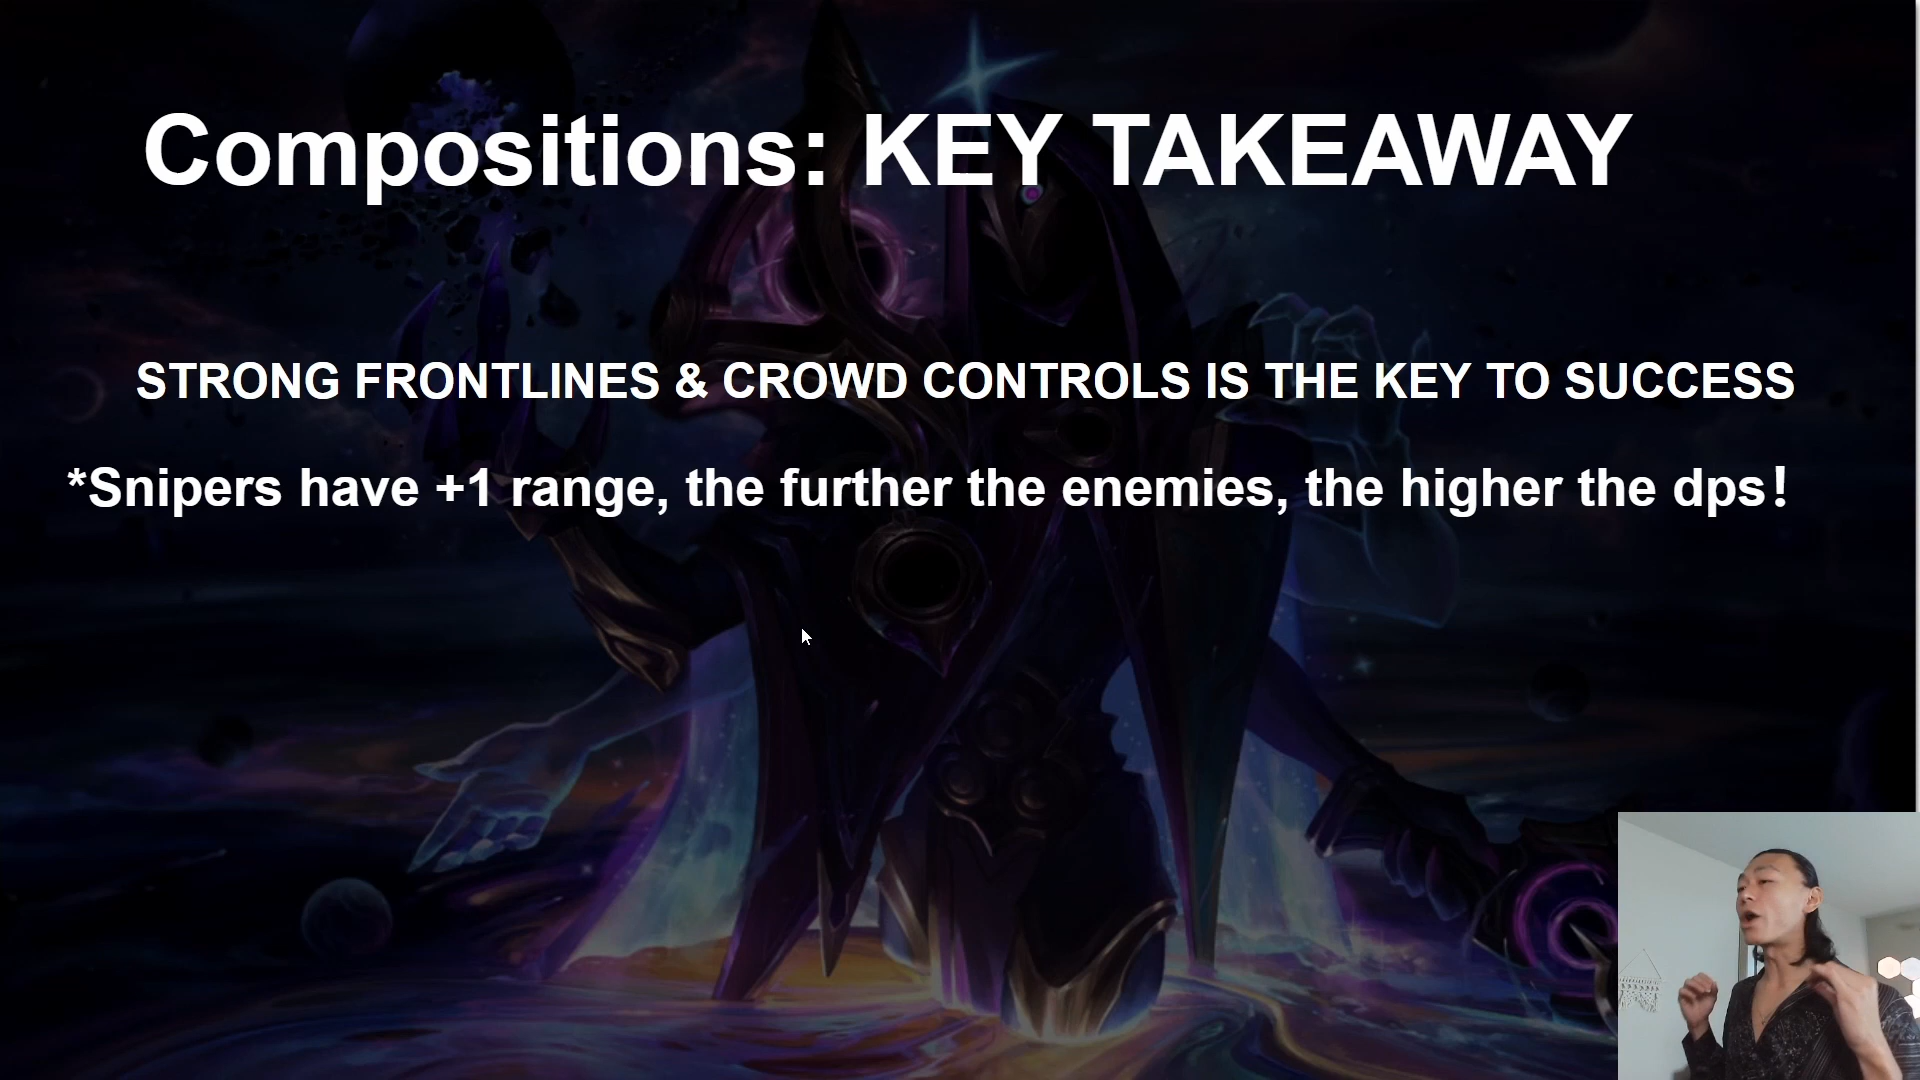 Compositions: KEY TAKEAWAY
STRONG FRONTLINES & CROWD CONTROLS IS THE KEY TO SUCCESS
*Snipers have +1 range, the further the enemies, the higher the dps!